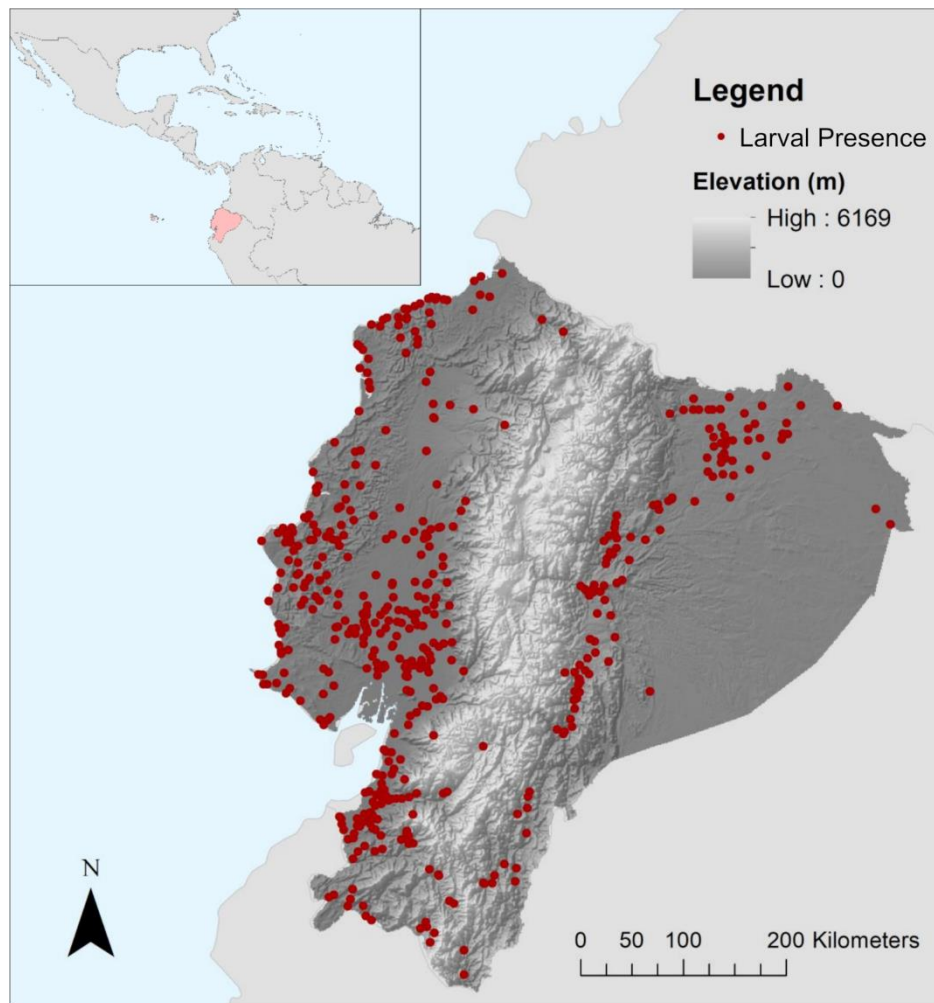 Legend
Larval Presence
Elevation (m)
High : 6169
Low : 0
N
0 50 100 200 Kilometers